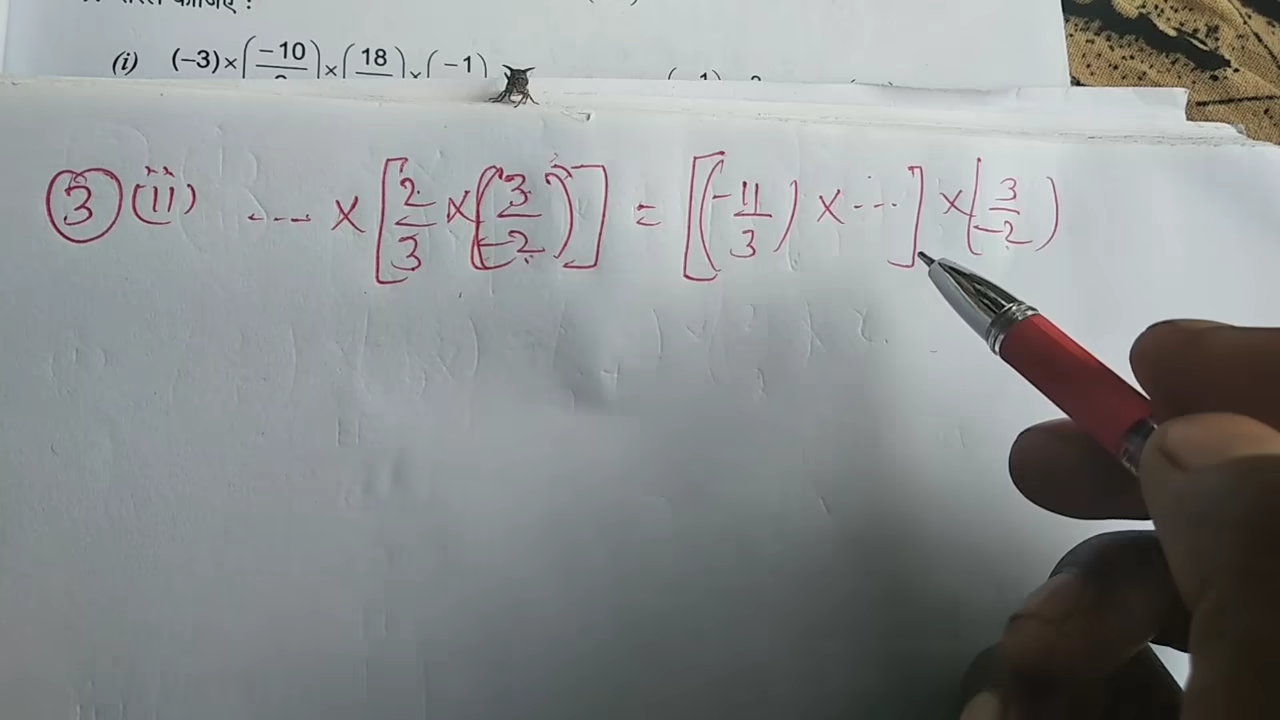 (i) (-3)×(-10)×(18)×(-1)
③ (ii) ---- × [2/3 × (3/-2)] = [(-11/3) × ---] × (3/-2)